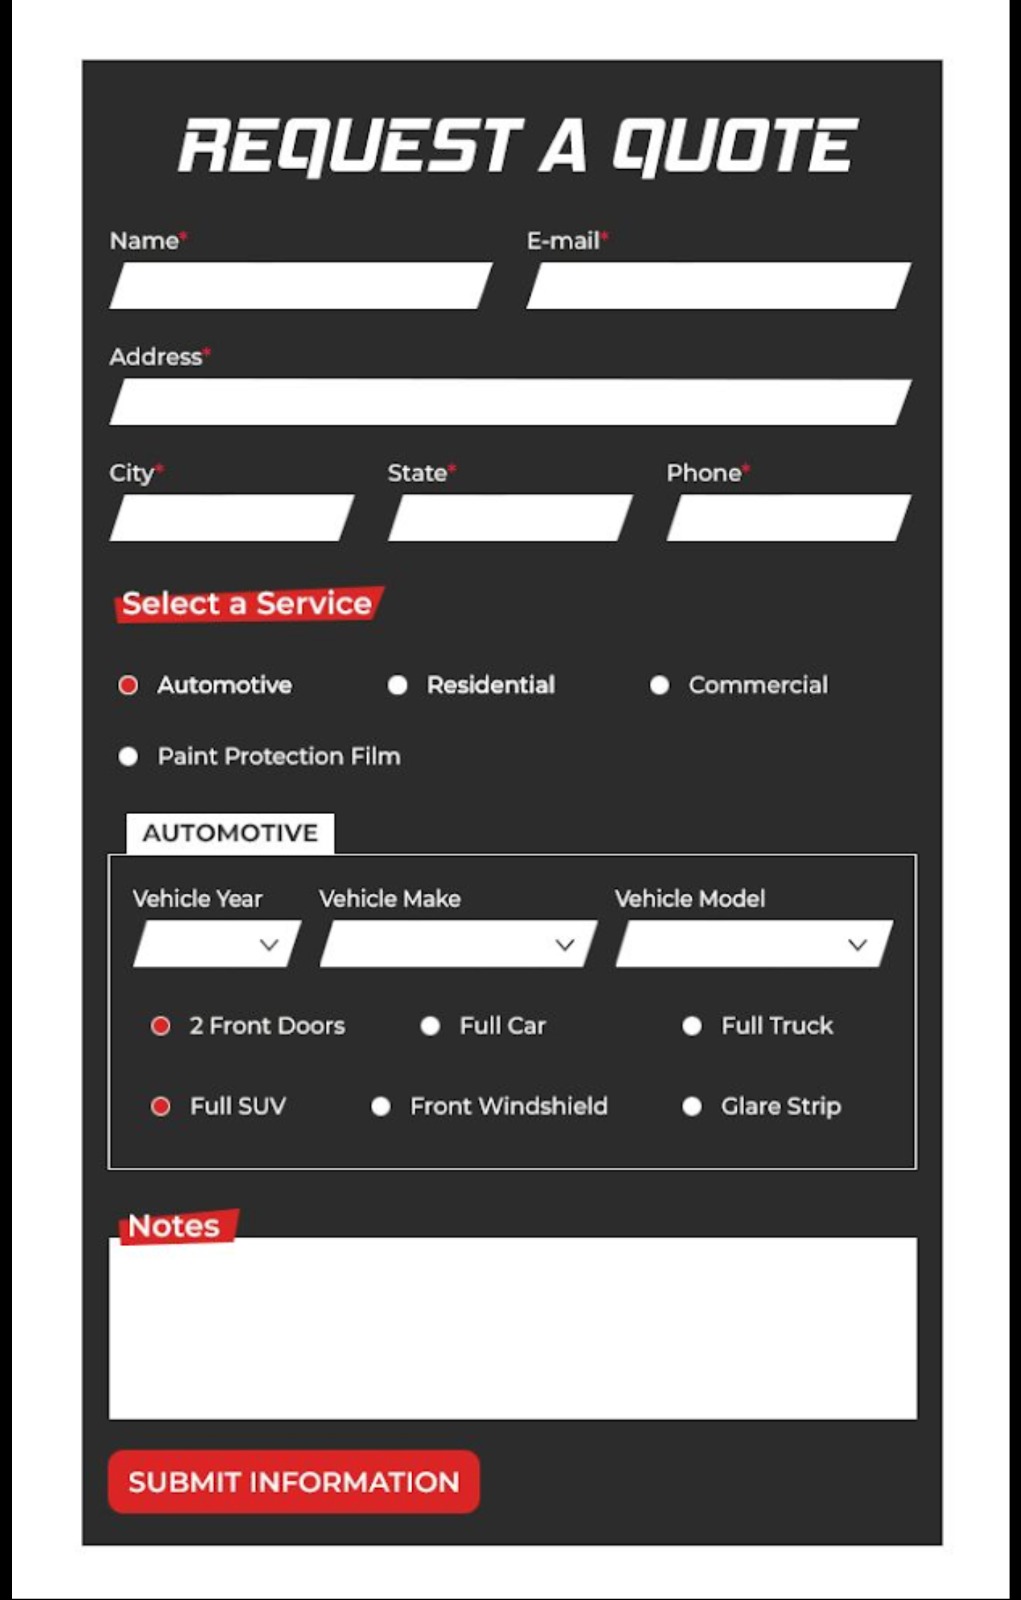 REQUEST A QUOTE
Name* E-mail*
Address*
City* State* Phone*
Select a Service
Automotive Residential Commercial
Paint Protection Film
AUTOMOTIVE
Vehicle Year Vehicle Make Vehicle Model
2 Front Doors Full Car Full Truck
Full SUV Front Windshield Glare Strip
Notes
SUBMIT INFORMATION